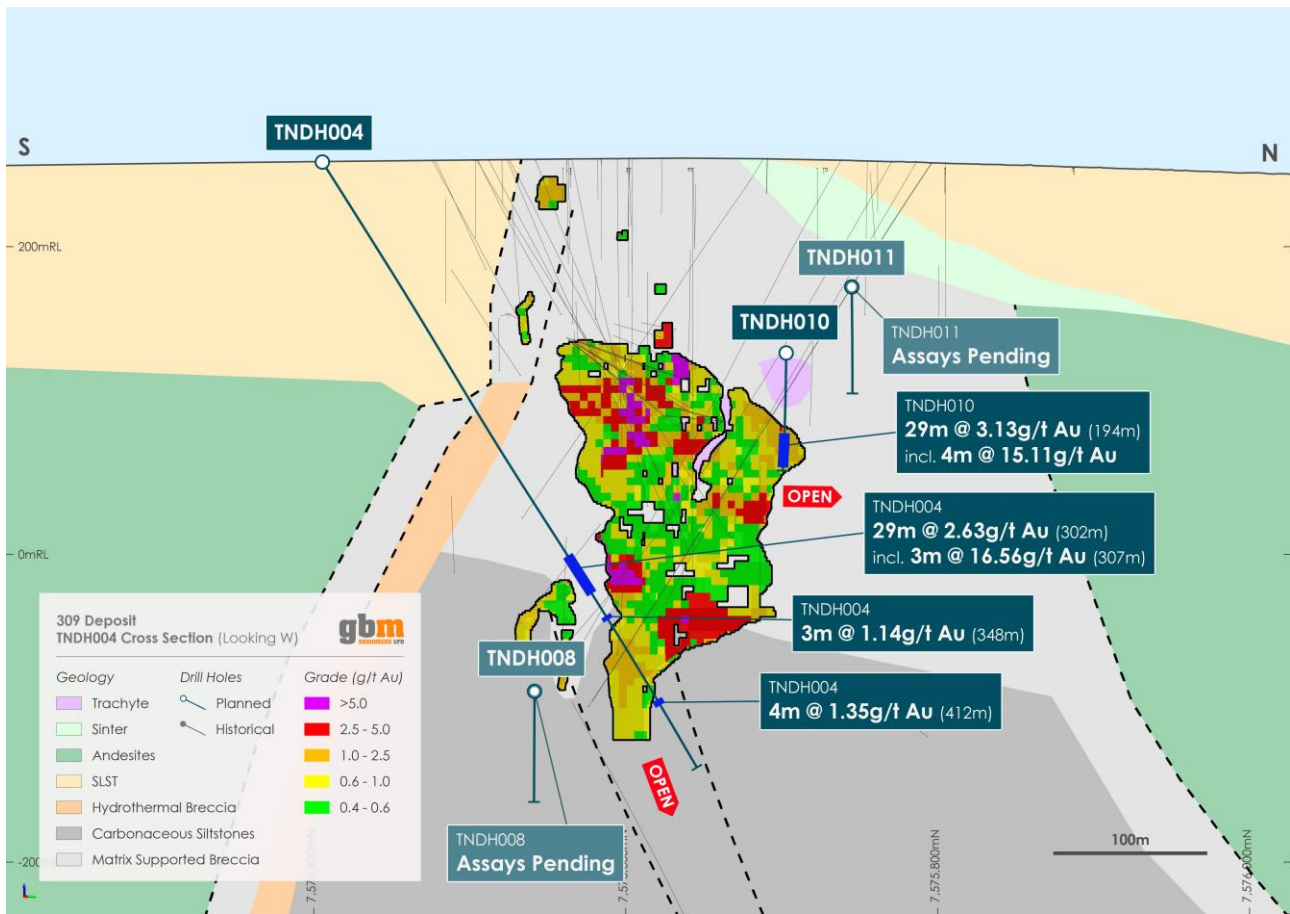 TNDH004
S
N
200mRL
TNDH011
TNDH010
TNDH011
Assays Pending
TNDH010
29m @ 3.13g/t Au (194m)
incl. 4m @ 15.11g/t Au
OPEN
TNDH004
29m @ 2.63g/t Au (302m)
incl. 3m @ 16.56g/t Au (307m)
0mRL
TNDH004
3m @ 1.14g/t Au (348m)
TNDH008
TNDH004
4m @ 1.35g/t Au (412m)
OPEN
309 Deposit
TNDH004 Cross Section (Looking W)
gbm
RESOURCES LTD
Geology
Trachyte
Sinter
Andesites
SLST
Hydrothermal Breccia
Carbonaceous Siltstones
Matrix Supported Breccia
Drill Holes
Planned
Historical
Grade (g/t Au)
>5.0
2.5 - 5.0
1.0 - 2.5
0.6 - 1.0
0.4 - 0.6
TNDH008
Assays Pending
100m
-200
7,575,800mN
7,576,000mN